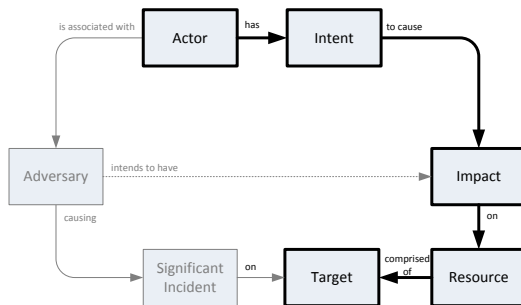 is associated with
Actor
has
Intent
to cause
Adversary
intends to have
Impact
causing
on
Significant
Incident
on
Target
comprised
of
Resource